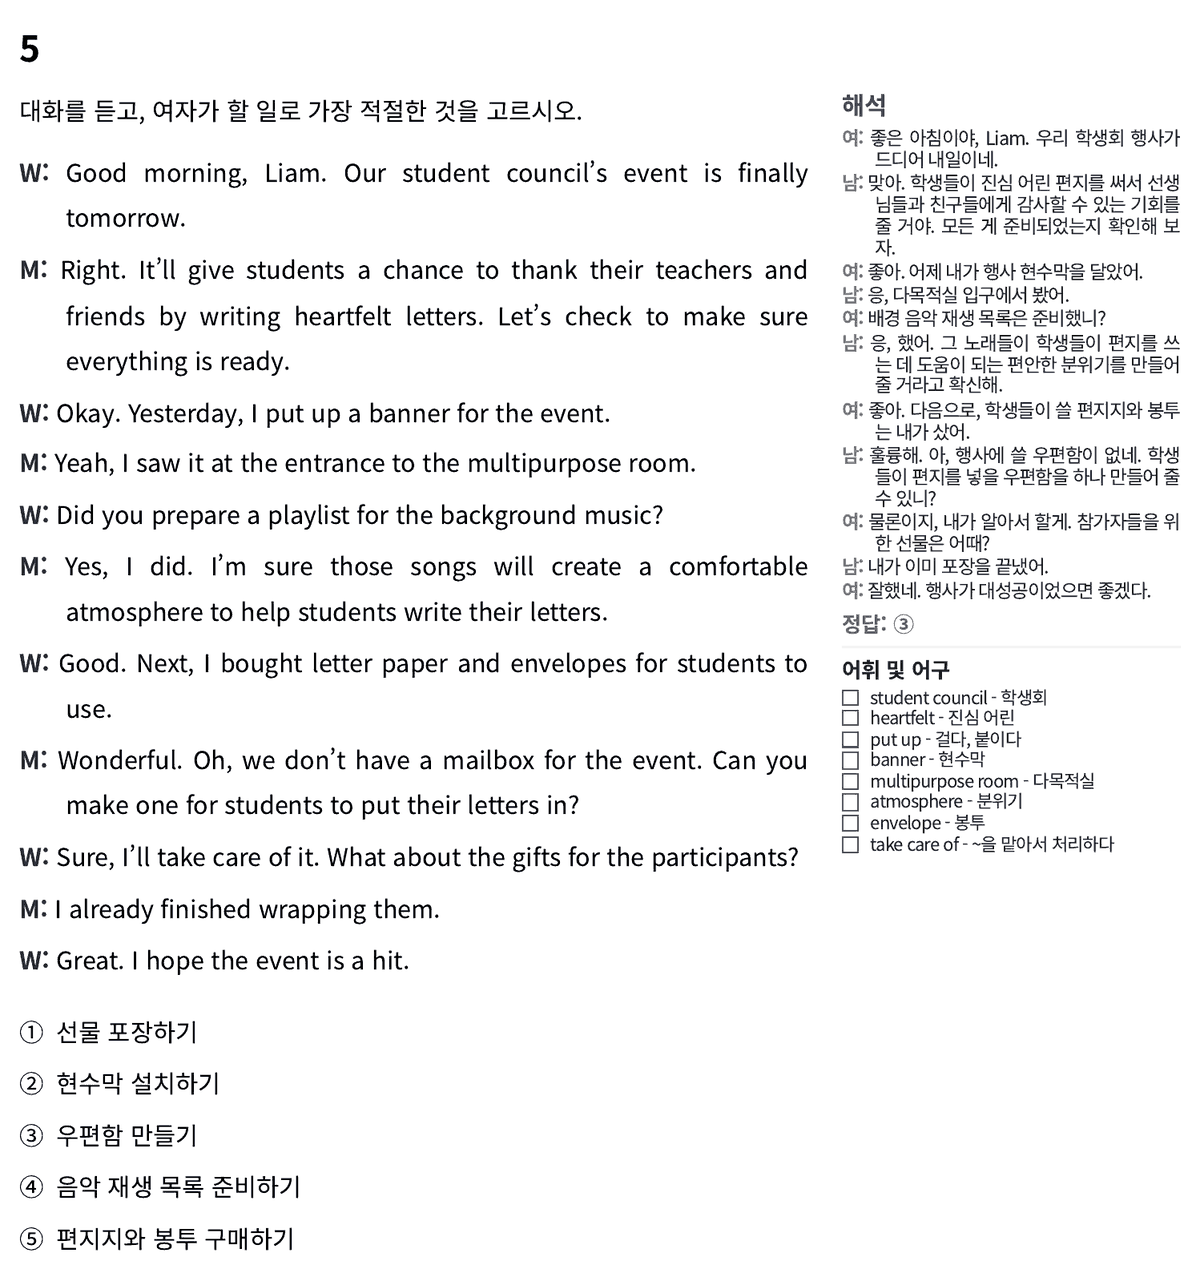 5
대화를 듣고, 여자가 할 일로 가장 적절한 것을 고르시오.
W: Good morning, Liam. Our student council’s event is finally
tomorrow.
M: Right. It’ll give students a chance to thank their teachers and
friends by writing heartfelt letters. Let’s check to make sure
everything is ready.
W: Okay. Yesterday, I put up a banner for the event.
M: Yeah, I saw it at the entrance to the multipurpose room.
W: Did you prepare a playlist for the background music?
M: Yes, I did. I’m sure those songs will create a comfortable
atmosphere to help students write their letters.
W: Good. Next, I bought letter paper and envelopes for students to
use.
M: Wonderful. Oh, we don’t have a mailbox for the event. Can you
make one for students to put their letters in?
W: Sure, I’ll take care of it. What about the gifts for the participants?
M: I already finished wrapping them.
W: Great. I hope the event is a hit.
① 선물 포장하기
② 현수막 설치하기
③ 우편함 만들기
④ 음악 재생 목록 준비하기
⑤ 편지지와 봉투 구매하기
해석
여: 좋은 아침이야, Liam. 우리 학생회 행사가
드디어 내일이네.
남: 맞아. 학생들이 진심 어린 편지를 써서 선생
님들과 친구들에게 감사할 수 있는 기회를
줄 거야. 모든 게 준비되었는지 확인해 보
자.
여: 좋아. 어제 내가 행사 현수막을 달았어.
남: 응, 다목적실 입구에서 봤어.
여: 배경 음악 재생 목록은 준비했니?
남: 응, 했어. 그 노래들이 학생들이 편지를 쓰
는 데 도움이 되는 편안한 분위기를 만들어
줄 거라고 확신해.
여: 좋아. 다음으로, 학생들이 쓸 편지지와 봉투
는 내가 샀어.
남: 훌륭해. 아, 행사에 쓸 우편함이 없네. 학생
들이 편지를 넣을 우편함을 하나 만들어 줄
수 있니?
여: 물론이지, 내가 알아서 할게. 참가자들을 위
한 선물은 어때?
남: 내가 이미 포장을 끝냈어.
여: 잘했네. 행사가 대성공이었으면 좋겠다.
정답: ③
어휘 및 어구
student council - 학생회
heartfelt - 진심 어린
put up - 걸다, 붙이다
banner - 현수막
multipurpose room - 다목적실
atmosphere - 분위기
envelope - 봉투
take care of - ~을 맡아서 처리하다